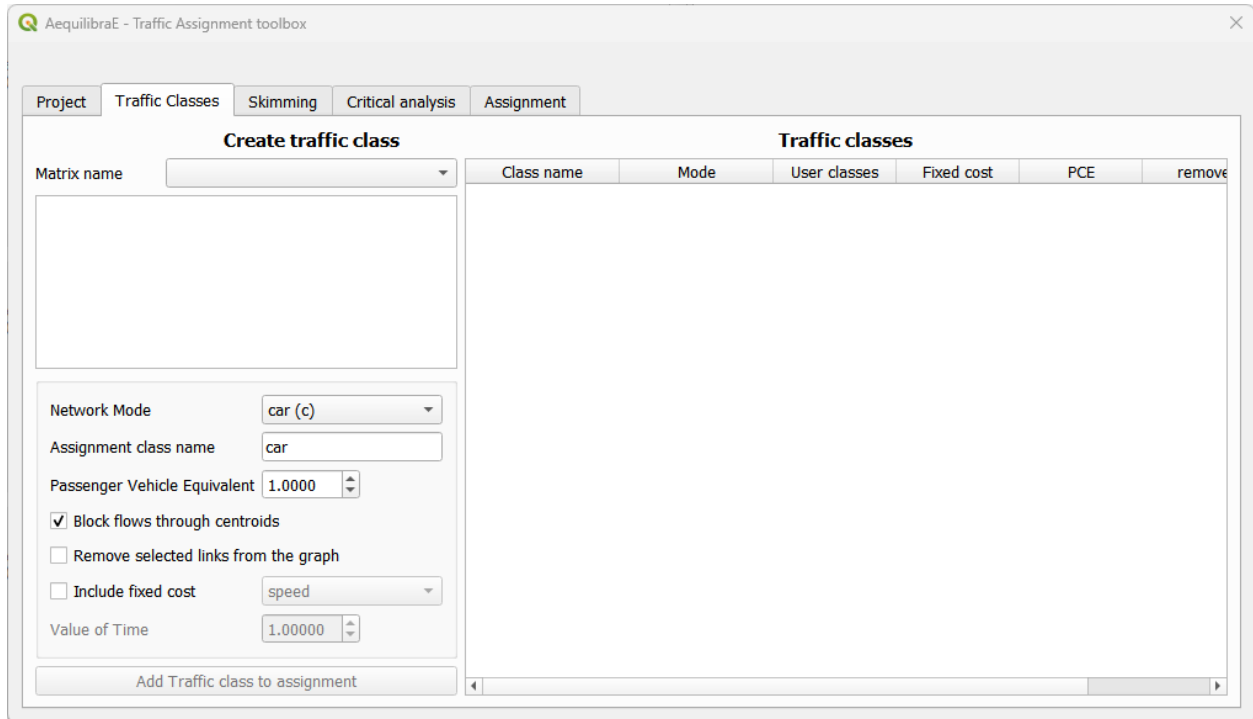 AequilibraE - Traffic Assignment toolbox
Project Traffic Classes Skimming Critical analysis Assignment
Create traffic class
Matrix name
Network Mode car (c)
Assignment class name car
Passenger Vehicle Equivalent 1.0000
Block flows through centroids
Remove selected links from the graph
Include fixed cost speed
Value of Time 1.00000
Add Traffic class to assignment
Traffic classes
Class name Mode User classes Fixed cost PCE remove